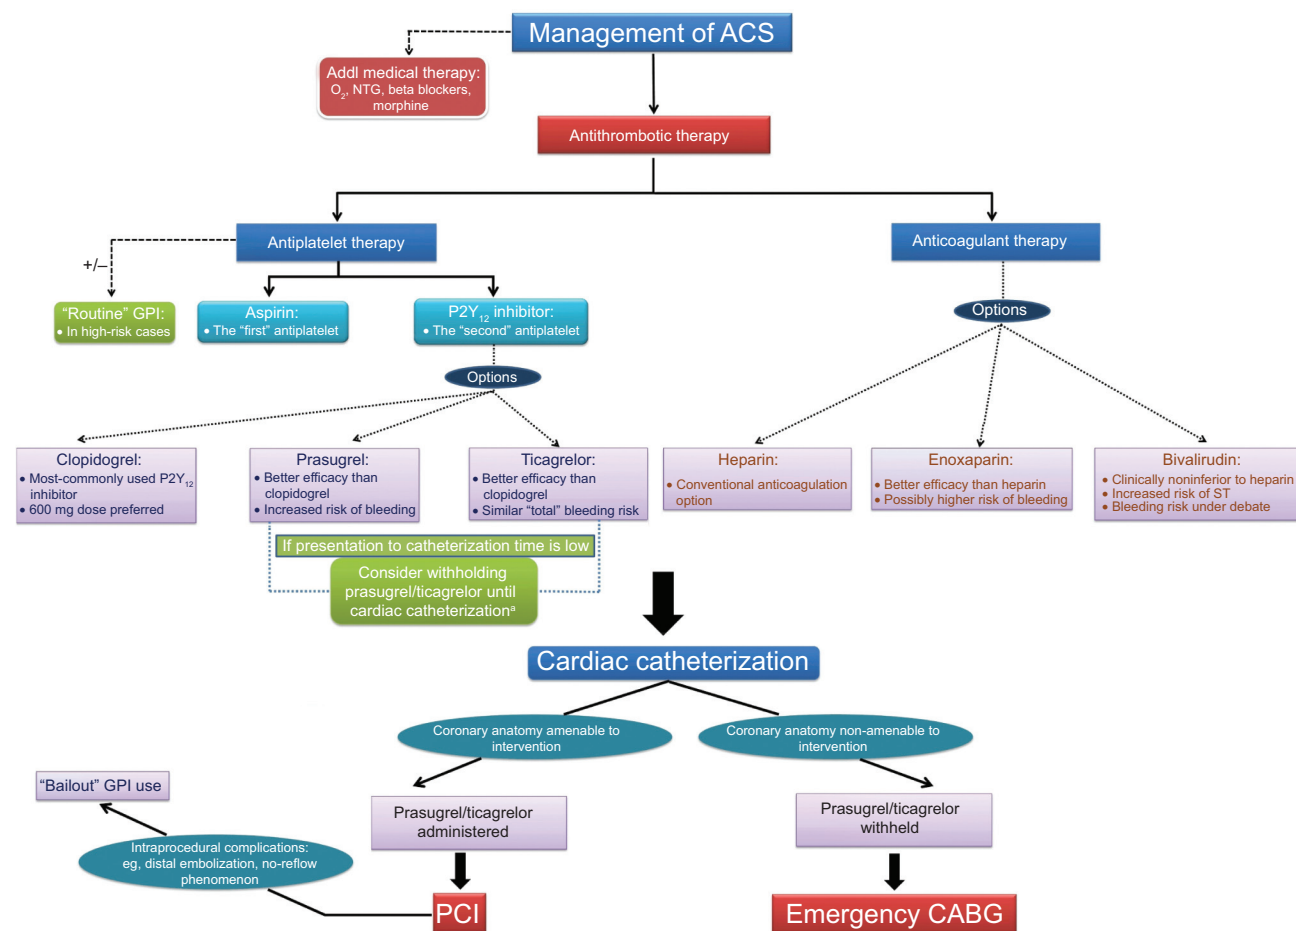 Management of ACS
Addl medical therapy:
O₂, NTG, beta blockers,
morphine
Antithrombotic therapy
Antiplatelet therapy
Anticoagulant therapy
+/–
“Routine” GPI:
• In high-risk cases
Aspirin:
• The “first” antiplatelet
P2Y₁₂ inhibitor:
• The “second” antiplatelet
Options
Options
Clopidogrel:
• Most-commonly used P2Y₁₂
inhibitor
• 600 mg dose preferred
Prasugrel:
• Better efficacy than
clopidogrel
• Increased risk of bleeding
Ticagrelor:
• Better efficacy than
clopidogrel
• Similar “total” bleeding risk
Heparin:
• Conventional anticoagulation
option
Enoxaparin:
• Better efficacy than heparin
• Possibly higher risk of bleeding
Bivalirudin:
• Clinically noninferior to heparin
• Increased risk of ST
• Bleeding risk under debate
If presentation to catheterization time is low
Consider withholding
prasugrel/ticagrelor until
cardiac catheterizationᵃ
Cardiac catheterization
Coronary anatomy amenable to
intervention
Coronary anatomy non-amenable to
intervention
“Bailout” GPI use
Prasugrel/ticagrelor
administered
Prasugrel/ticagrelor
withheld
Intraprocedural complications:
eg, distal embolization, no-reflow
phenomenon
PCI
Emergency CABG